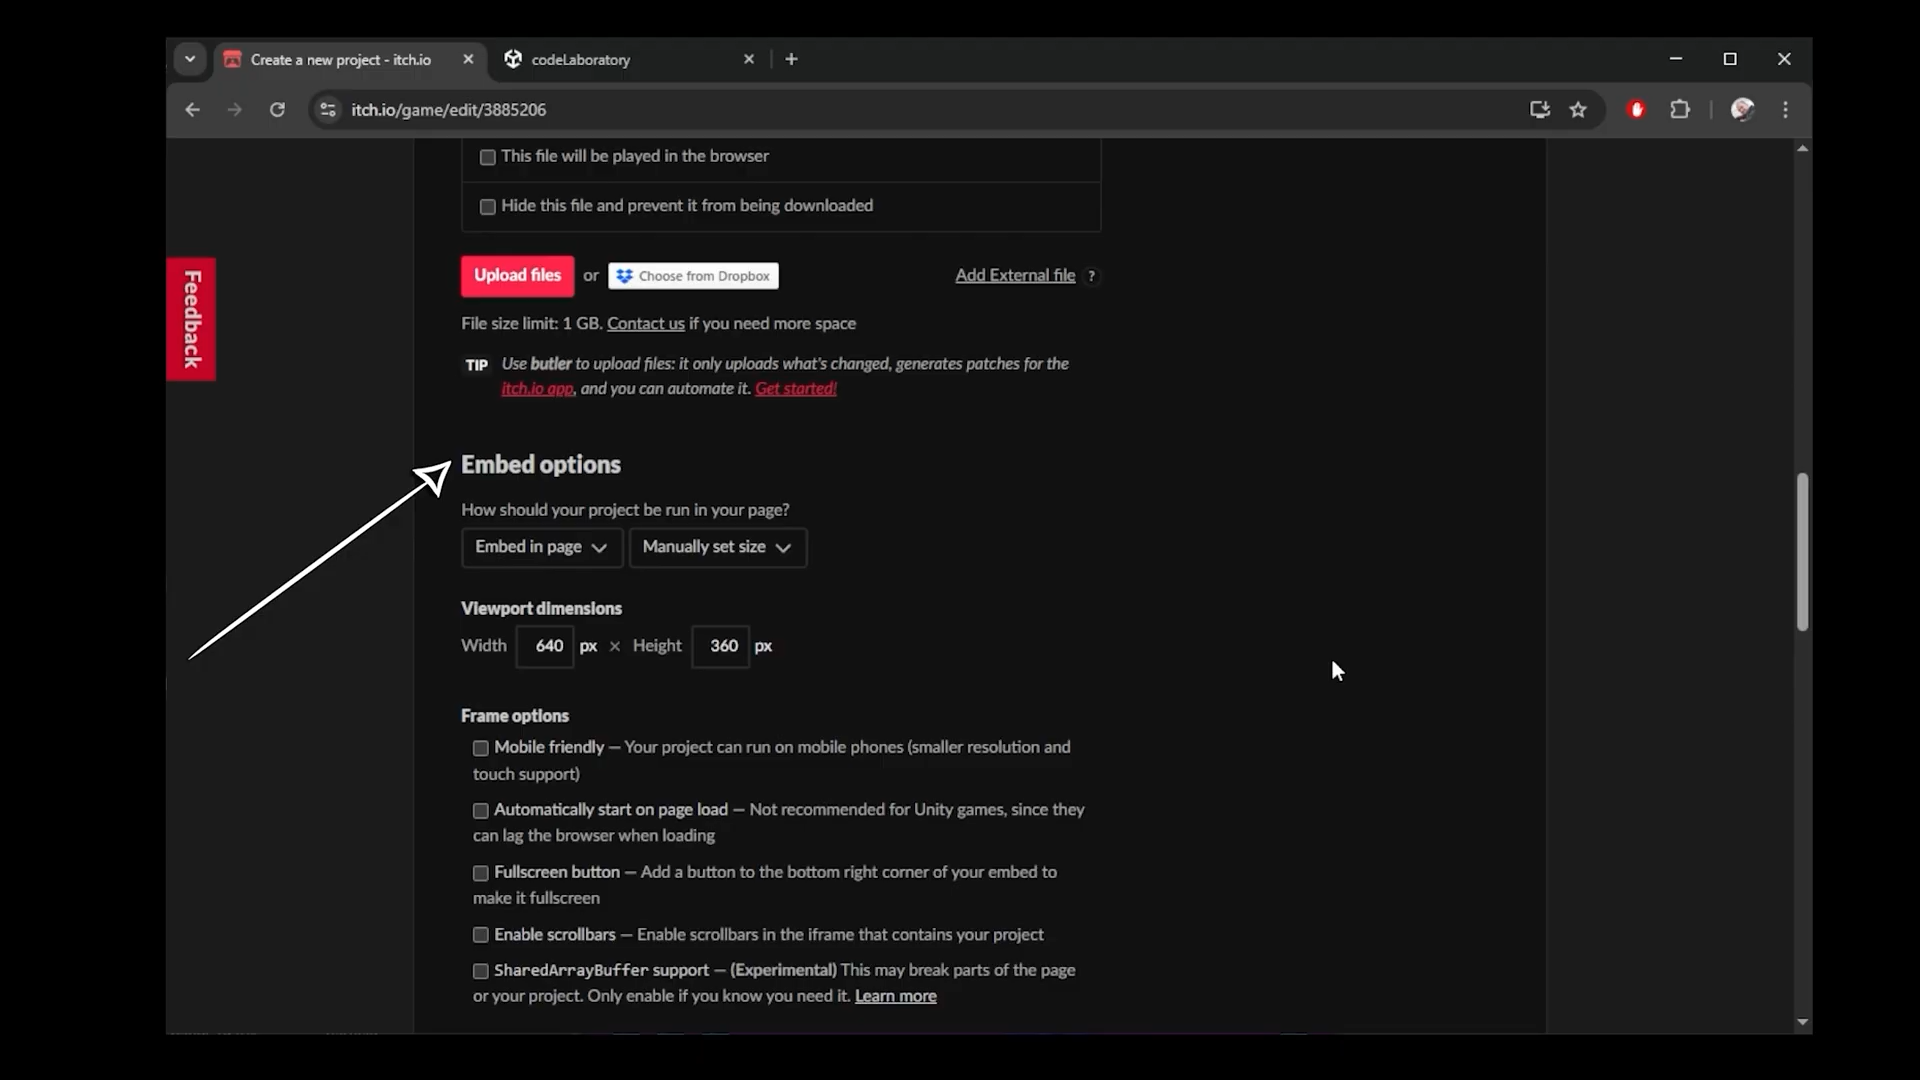 Create a new project - itch.io
codeLaboratory
itch.io/game/edit/3885206
This file will be played in the browser
Hide this file and prevent it from being downloaded
Feedback
Upload files or Choose from Dropbox Add External file ?
File size limit: 1 GB. Contact us if you need more space
TIP Use butler to upload files: it only uploads what's changed, generates patches for the
itch.io app, and you can automate it. Get started!
Embed options
How should your project be run in your page?
Embed in page Manually set size
Viewport dimensions
Width 640 px × Height 360 px
Frame options
Mobile friendly — Your project can run on mobile phones (smaller resolution and
touch support)
Automatically start on page load — Not recommended for Unity games, since they
can lag the browser when loading
Fullscreen button — Add a button to the bottom right corner of your embed to
make it fullscreen
Enable scrollbars — Enable scrollbars in the iframe that contains your project
SharedArrayBuffer support — (Experimental) This may break parts of the page
or your project. Only enable if you know you need it. Learn more